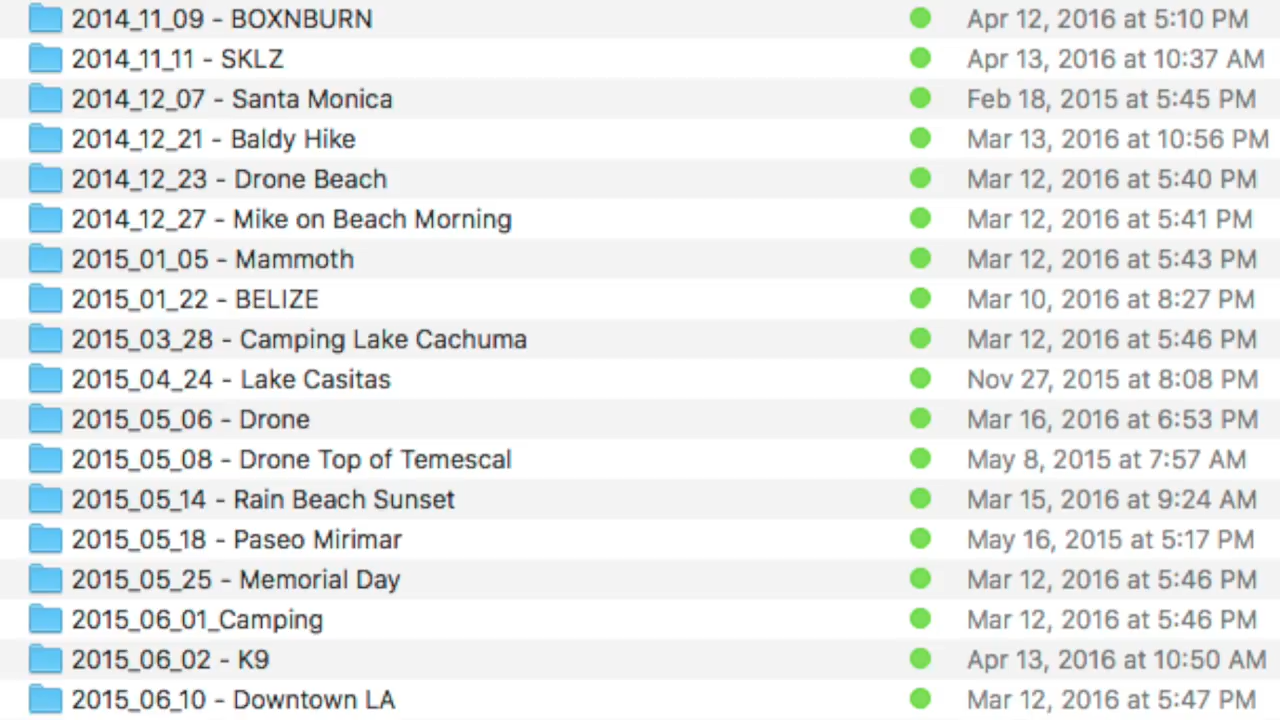 2014_11_09 - BOXNBURN Apr 12, 2016 at 5:10 PM
2014_11_11 - SKLZ Apr 13, 2016 at 10:37 AM
2014_12_07 - Santa Monica Feb 18, 2015 at 5:45 PM
2014_12_21 - Baldy Hike Mar 13, 2016 at 10:56 PM
2014_12_23 - Drone Beach Mar 12, 2016 at 5:40 PM
2014_12_27 - Mike on Beach Morning Mar 12, 2016 at 5:41 PM
2015_01_05 - Mammoth Mar 12, 2016 at 5:43 PM
2015_01_22 - BELIZE Mar 10, 2016 at 8:27 PM
2015_03_28 - Camping Lake Cachuma Mar 12, 2016 at 5:46 PM
2015_04_24 - Lake Casitas Nov 27, 2015 at 8:08 PM
2015_05_06 - Drone Mar 16, 2016 at 6:53 PM
2015_05_08 - Drone Top of Temescal May 8, 2015 at 7:57 AM
2015_05_14 - Rain Beach Sunset Mar 15, 2016 at 9:24 AM
2015_05_18 - Paseo Mirimar May 16, 2015 at 5:17 PM
2015_05_25 - Memorial Day Mar 12, 2016 at 5:46 PM
2015_06_01_Camping Mar 12, 2016 at 5:46 PM
2015_06_02 - K9 Apr 13, 2016 at 10:50 AM
2015_06_10 - Downtown LA Mar 12, 2016 at 5:47 PM